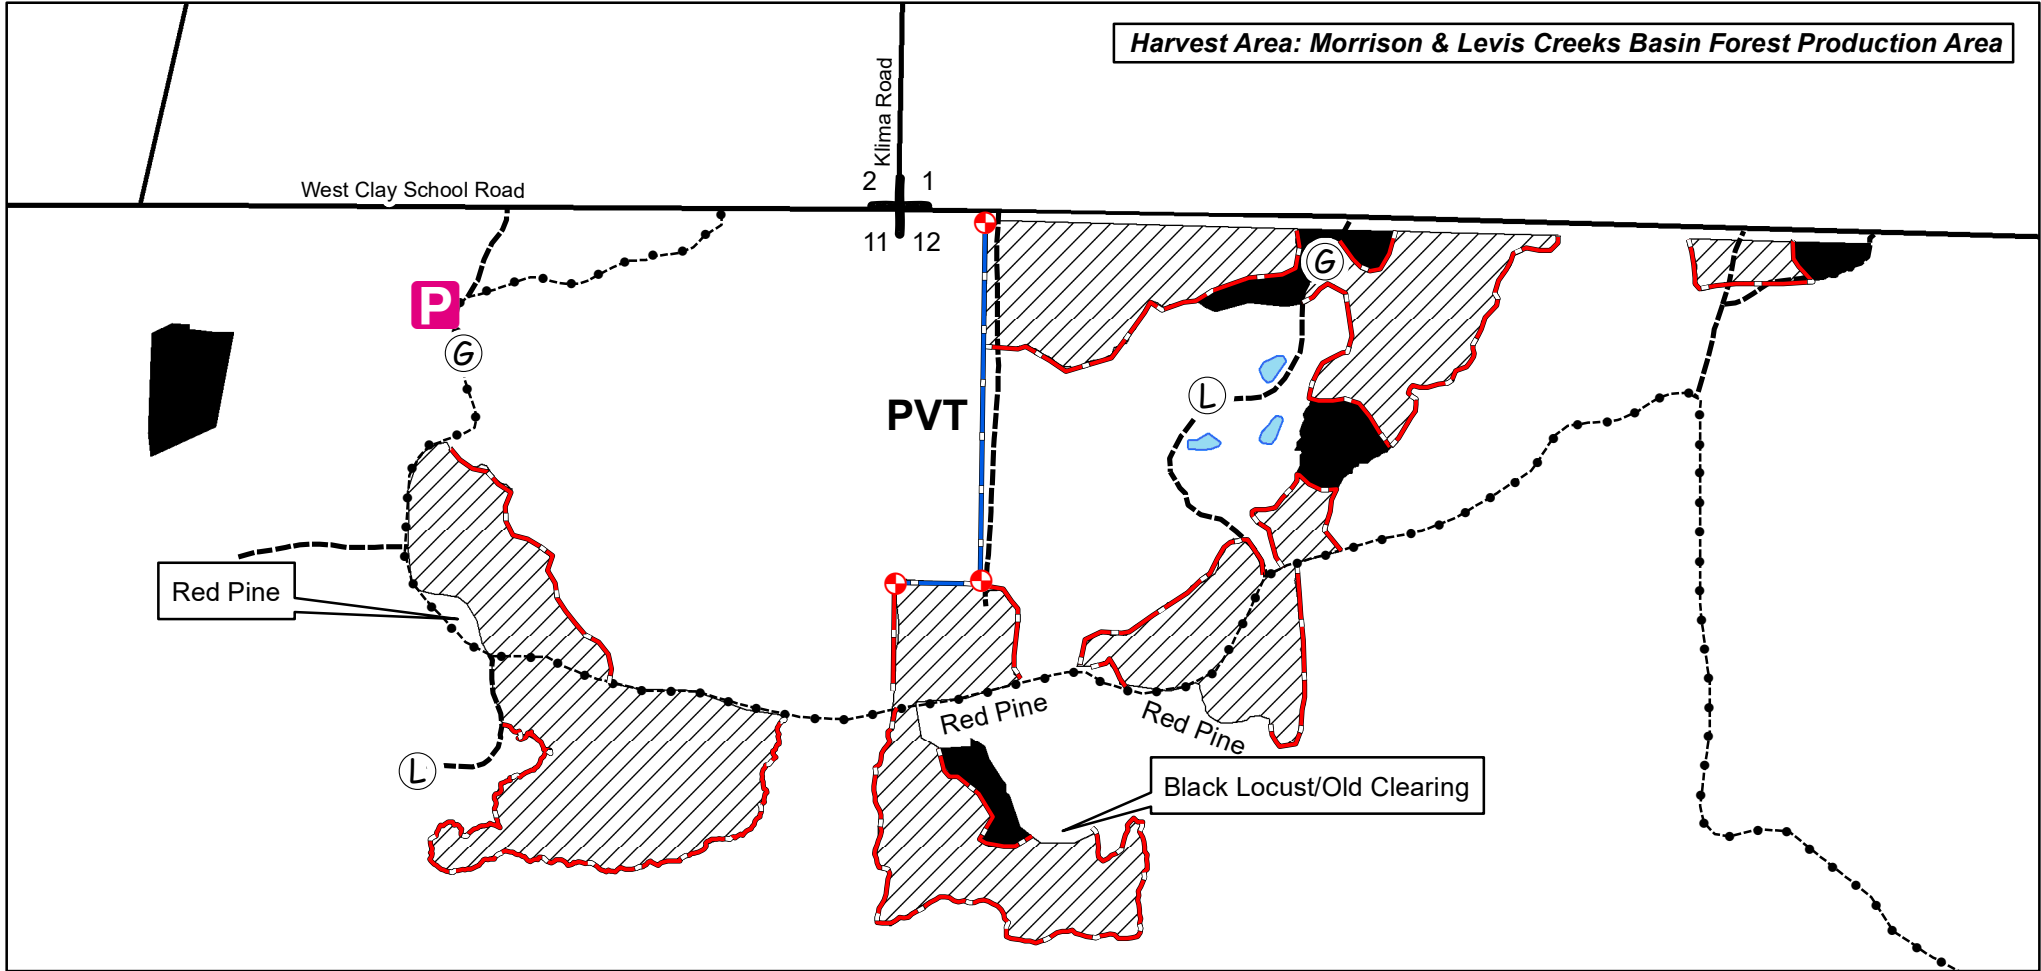 Harvest Area: Morrison & Levis Creeks Basin Forest Production Area
Klima Road
West Clay School Road
2 1
11 12
G
P
G
L
PVT
Red Pine
Red Pine
Red Pine
L
Black Locust/Old Clearing